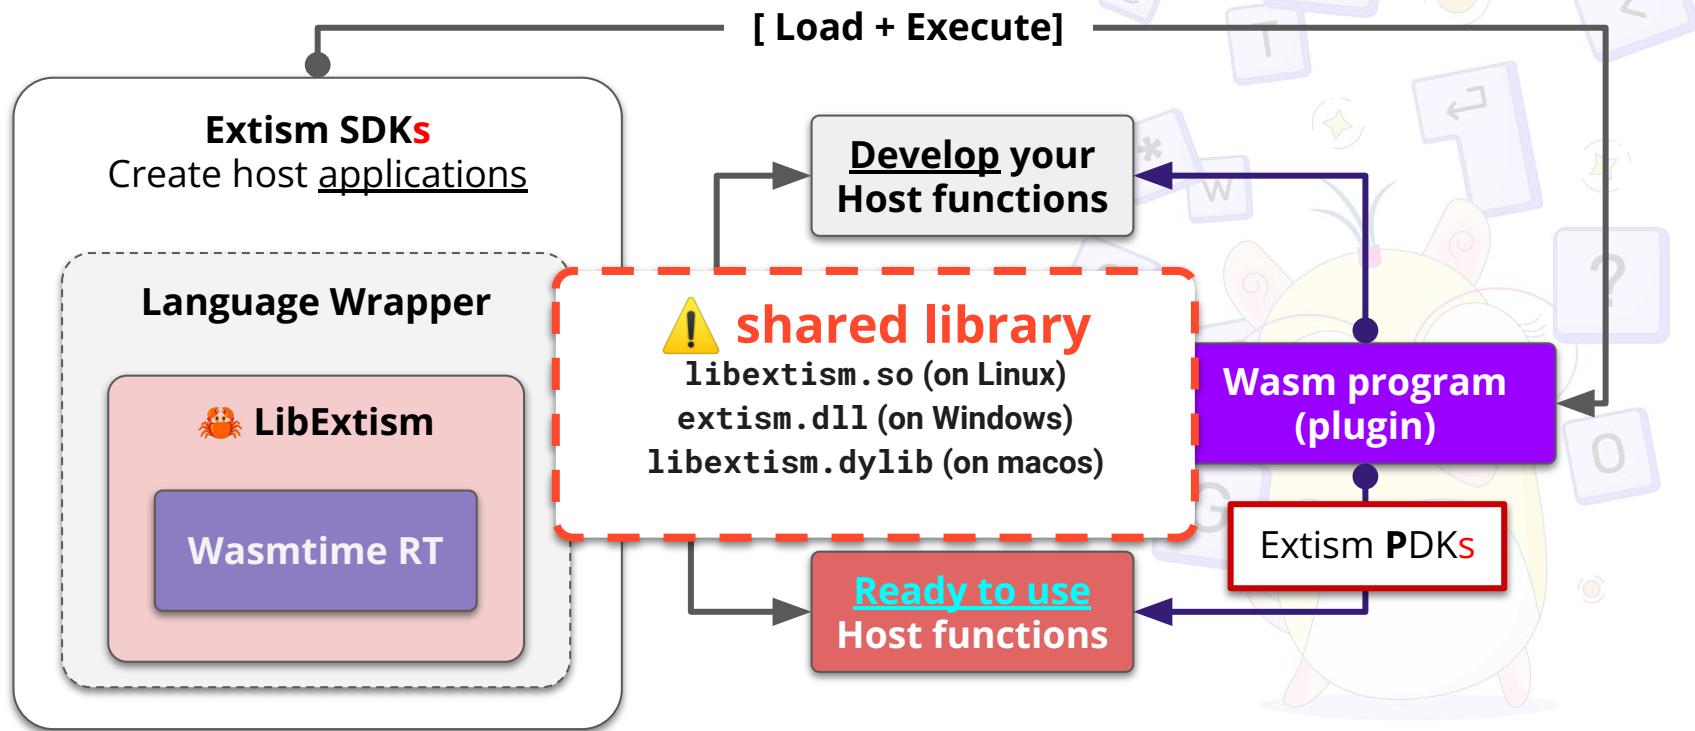 [ Load + Execute]
Extism SDKs
Create host applications
Develop your
Host functions
Language Wrapper
⚠️ shared library
libextism.so (on Linux)
extism.dll (on Windows)
libextism.dylib (on macos)
Wasm program
(plugin)
🦀 LibExtism
Wasmtime RT
Extism PDKs
Ready to use
Host functions
T
*
W
?
G
O